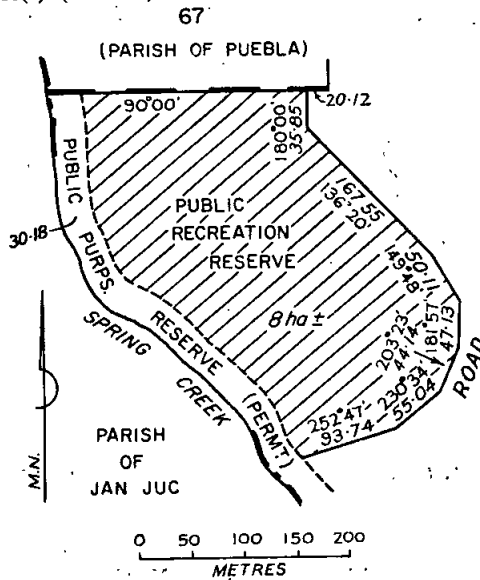 67
(PARISH OF PUEBLA)
20·12
90°00'
180°00'
35·85
PUBLIC
PURPS.
RESERVE
(PERMT)
30·18
PUBLIC
RECREATION
RESERVE
8 ha ±
167·55
136°20'
50·11
149°48'
181°57'
47·13
203°23'
44·14
230°34'
55·04
252°47'
93·74
ROAD
SPRING
CREEK
PARISH
OF
JAN JUC
M.N.
0 50 100 150 200
METRES